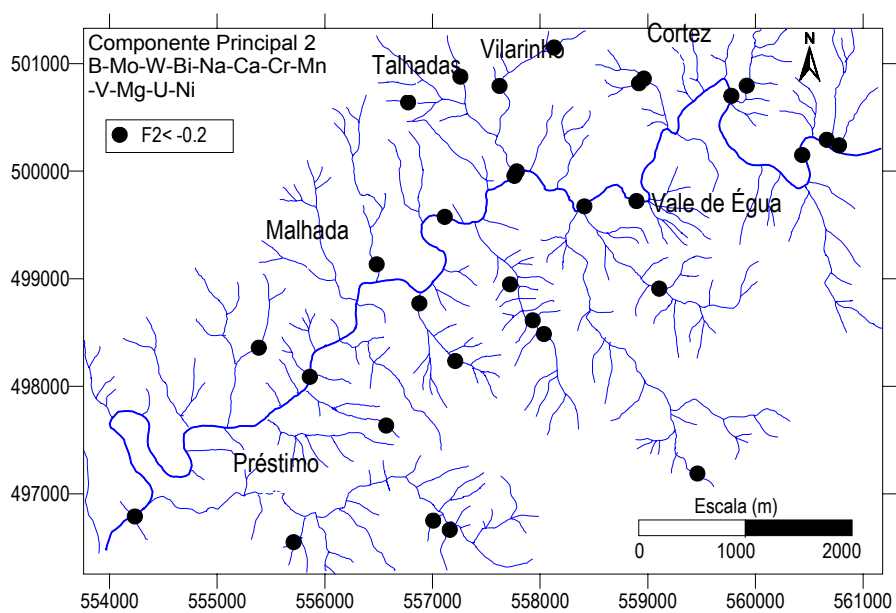 Componente Principal 2
B-Mo-W-Bi-Na-Ca-Cr-Mn
-V-Mg-U-Ni
F2< -0.2
Talhadas
Vilarinho
Cortez
N
Malhada
Vale de Égua
Préstimo
Escala (m)
0 1000 2000
501000
500000
499000
498000
497000
554000 555000 556000 557000 558000 559000 560000 561000